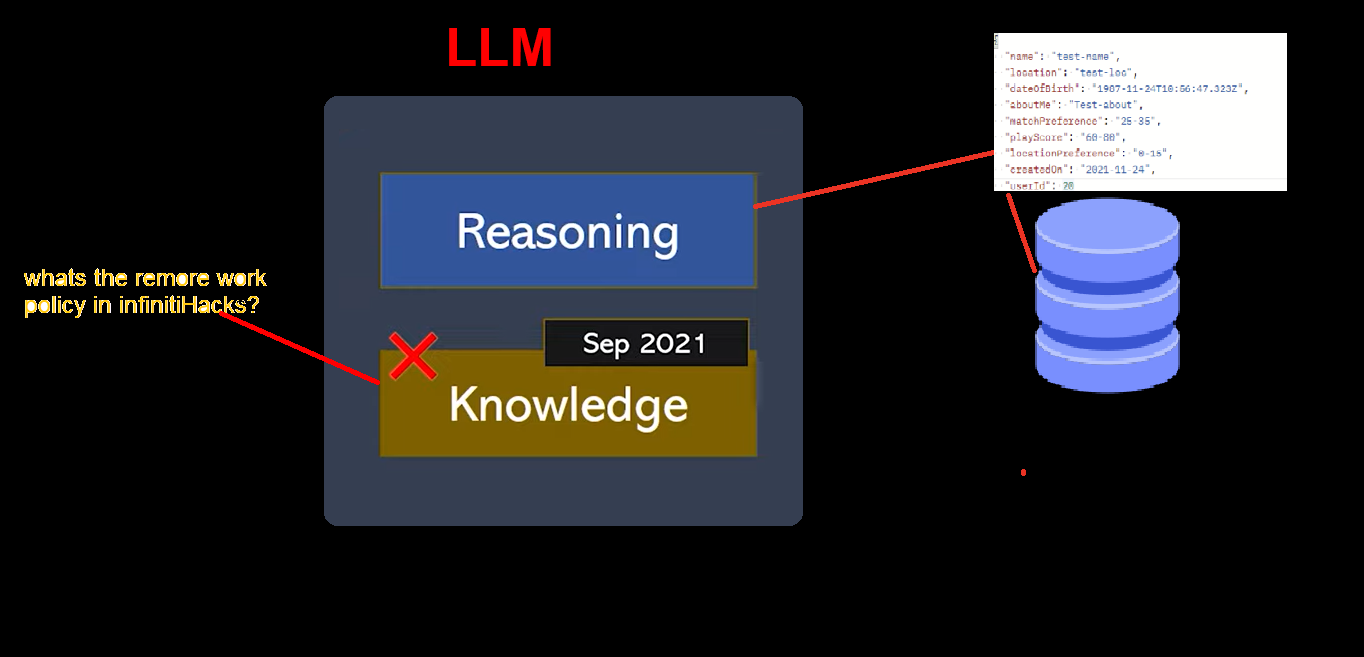 LLM
{
"name": "test-name",
"location": "test-loc",
"dateOfBirth": "1987-11-24T10:56:47.323Z",
"aboutMe": "Test-about",
"matchPreference": "25-35",
"playScore": "60-80",
"locationPreference": "0-15",
"createdOn": "2021-11-24",
"userId": 20
Reasoning
whats the remore work
policy in infinitiHacks?
Sep 2021
Knowledge